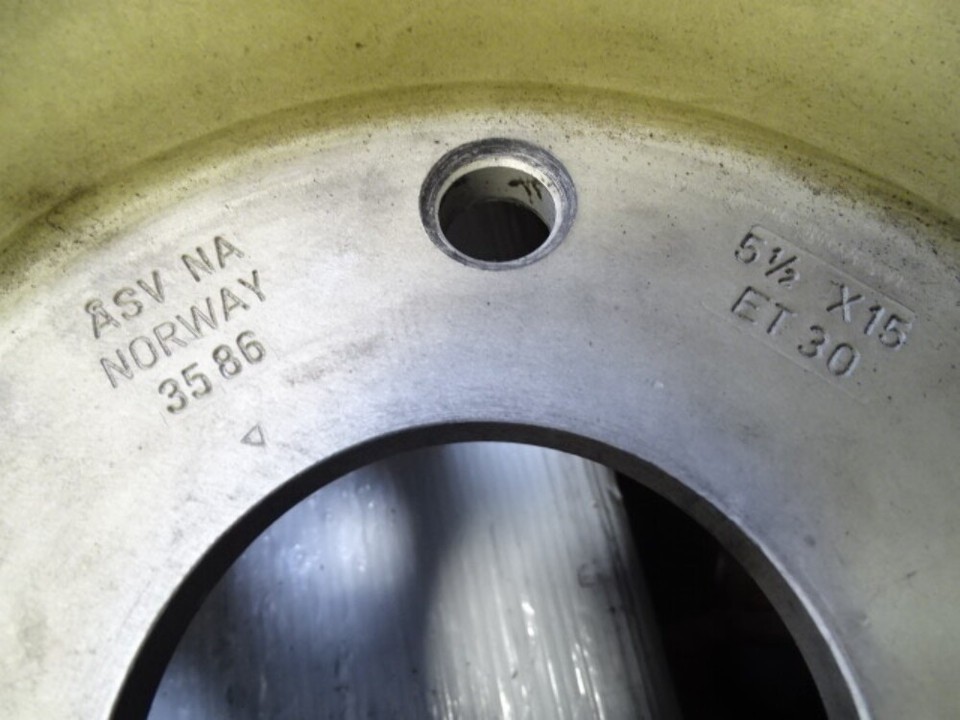 ÅSV NA
NORWAY
3586
5½ X15
ET 30